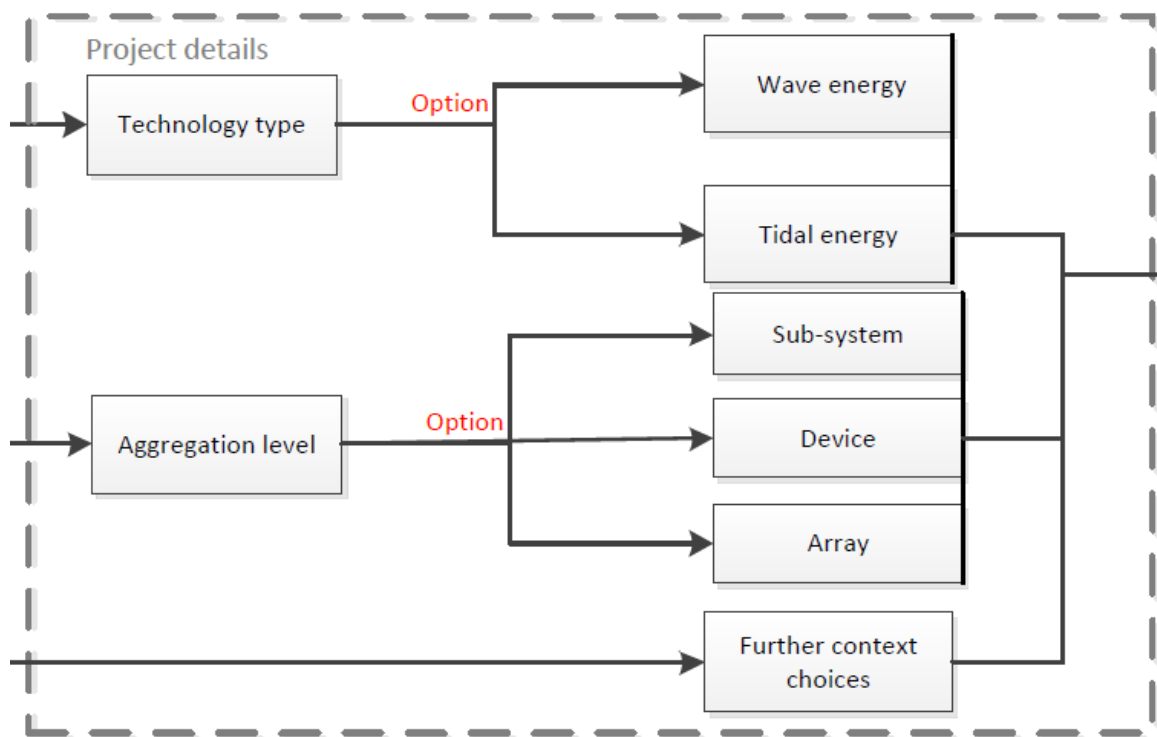 Project details
Technology type
Option
Wave energy
Tidal energy
Aggregation level
Option
Sub-system
Device
Array
Further context
choices